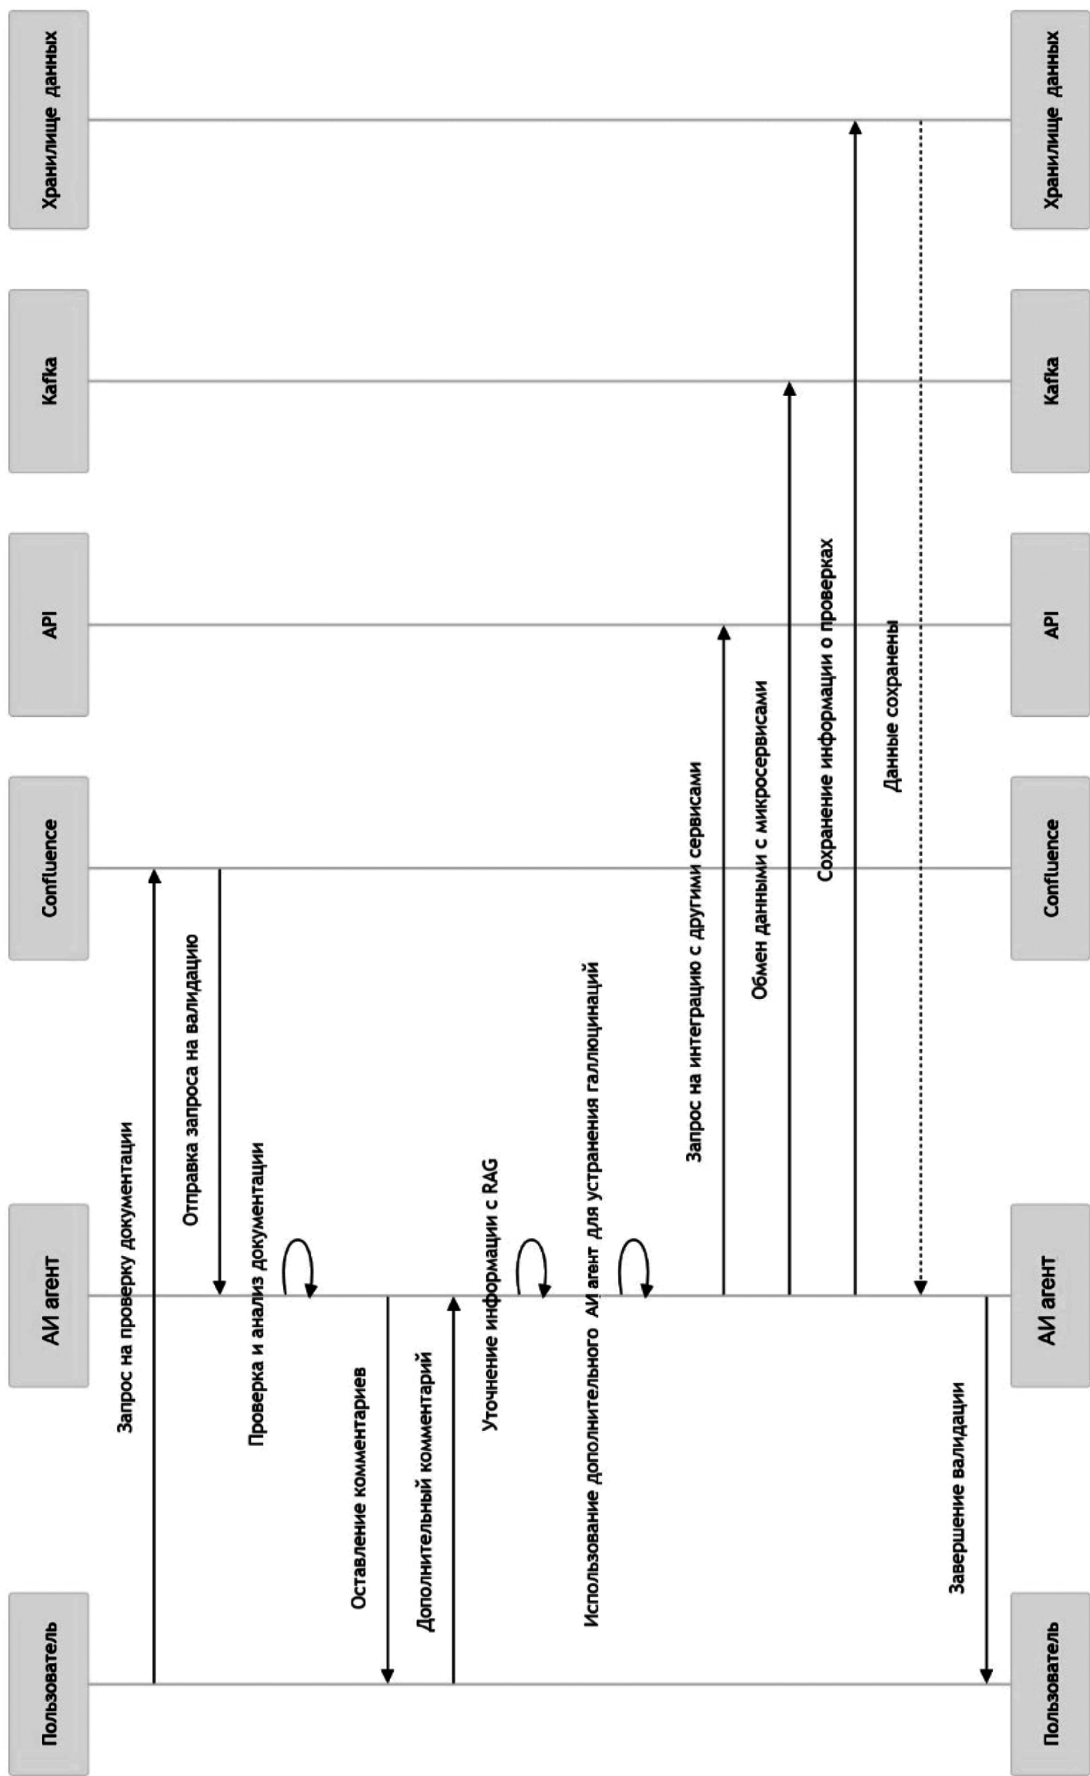 Пользователь
АИ агент
Confluence
API
Kafka
Хранилище данных
Запрос на проверку документации
Отправка запроса на валидацию
Проверка и анализ документации
Оставление комментариев
Дополнительный комментарий
Уточнение информации с RAG
Использование дополнительного АИ агент для устранения галлюцинаций
Запрос на интеграцию с другими сервисами
Обмен данными с микросервисами
Сохранение информации о проверках
Данные сохранены
Завершение валидации
Пользователь
АИ агент
Confluence
API
Kafka
Хранилище данных